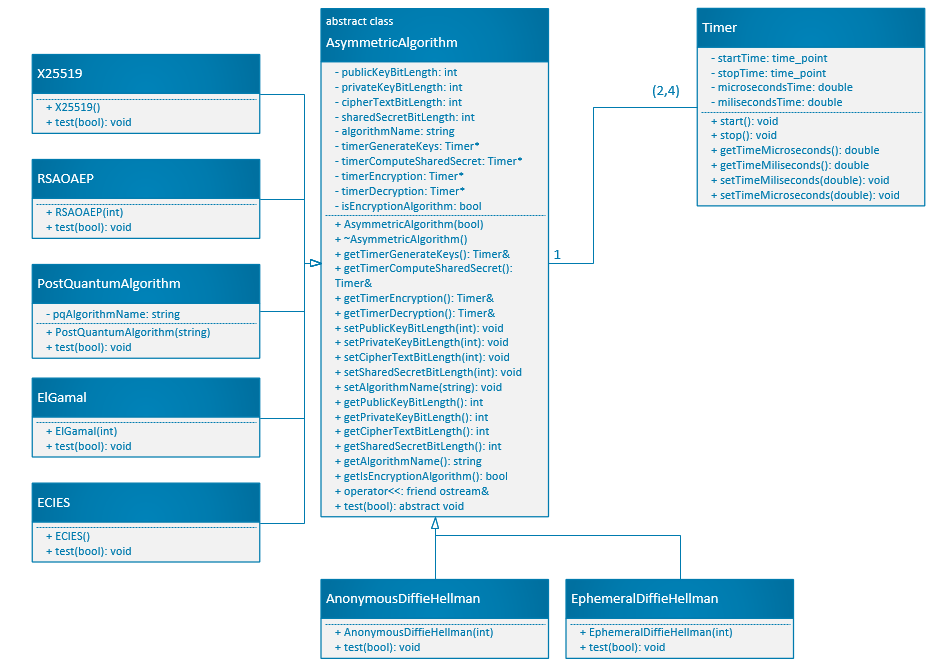 X25519
+ X25519()
+ test(bool): void
RSAOAEP
+ RSAOAEP(int)
+ test(bool): void
PostQuantumAlgorithm
- pqAlgorithmName: string
+ PostQuantumAlgorithm(string)
+ test(bool): void
ElGamal
+ ElGamal(int)
+ test(bool): void
ECIES
+ ECIES()
+ test(bool): void
abstract class
AsymmetricAlgorithm
- publicKeyBitLength: int
- privateKeyBitLength: int
- cipherTextBitLength: int
- sharedSecretBitLength: int
- algorithmName: string
- timerGenerateKeys: Timer*
- timerComputeSharedSecret: Timer*
- timerEncryption: Timer*
- timerDecryption: Timer*
- isEncryptionAlgorithm: bool
+ AsymmetricAlgorithm(bool)
+ ~AsymmetricAlgorithm()
+ getTimerGenerateKeys(): Timer&
+ getTimerComputeSharedSecret():
Timer&
+ getTimerEncryption(): Timer&
+ getTimerDecryption(): Timer&
+ setPublicKeyBitLength(int): void
+ setPrivateKeyBitLength(int): void
+ setCipherTextBitLength(int): void
+ setSharedSecretBitLength(int): void
+ setAlgorithmName(string): void
+ getPublicKeyBitLength(): int
+ getPrivateKeyBitLength(): int
+ getCipherTextBitLength(): int
+ getSharedSecretBitLength(): int
+ getAlgorithmName(): string
+ getIsEncryptionAlgorithm(): bool
+ operator<<: friend ostream&
+ test(bool): abstract void
1
(2,4)
Timer
- startTime: time_point
- stopTime: time_point
- microsecondsTime: double
- milisecondsTime: double
+ start(): void
+ stop(): void
+ getTimeMicroseconds(): double
+ getTimeMiliseconds(): double
+ setTimeMiliseconds(double): void
+ setTimeMicroseconds(double): void
AnonymousDiffieHellman
+ AnonymousDiffieHellman(int)
+ test(bool): void
EphemeralDiffieHellman
+ EphemeralDiffieHellman(int)
+ test(bool): void